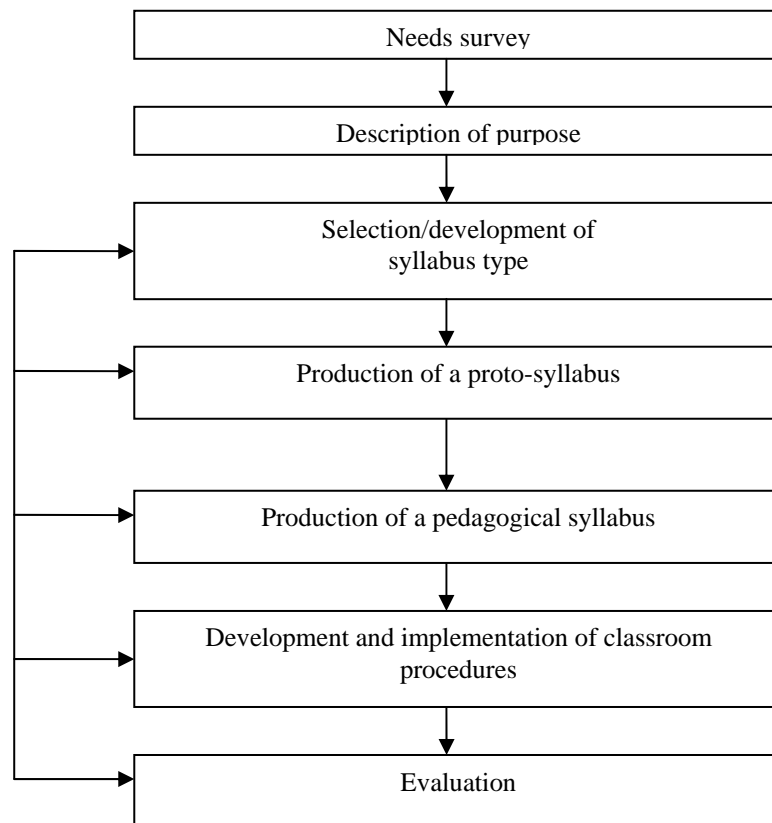 Needs survey
Description of purpose
Selection/development of
syllabus type
Production of a proto-syllabus
Production of a pedagogical syllabus
Development and implementation of classroom
procedures
Evaluation